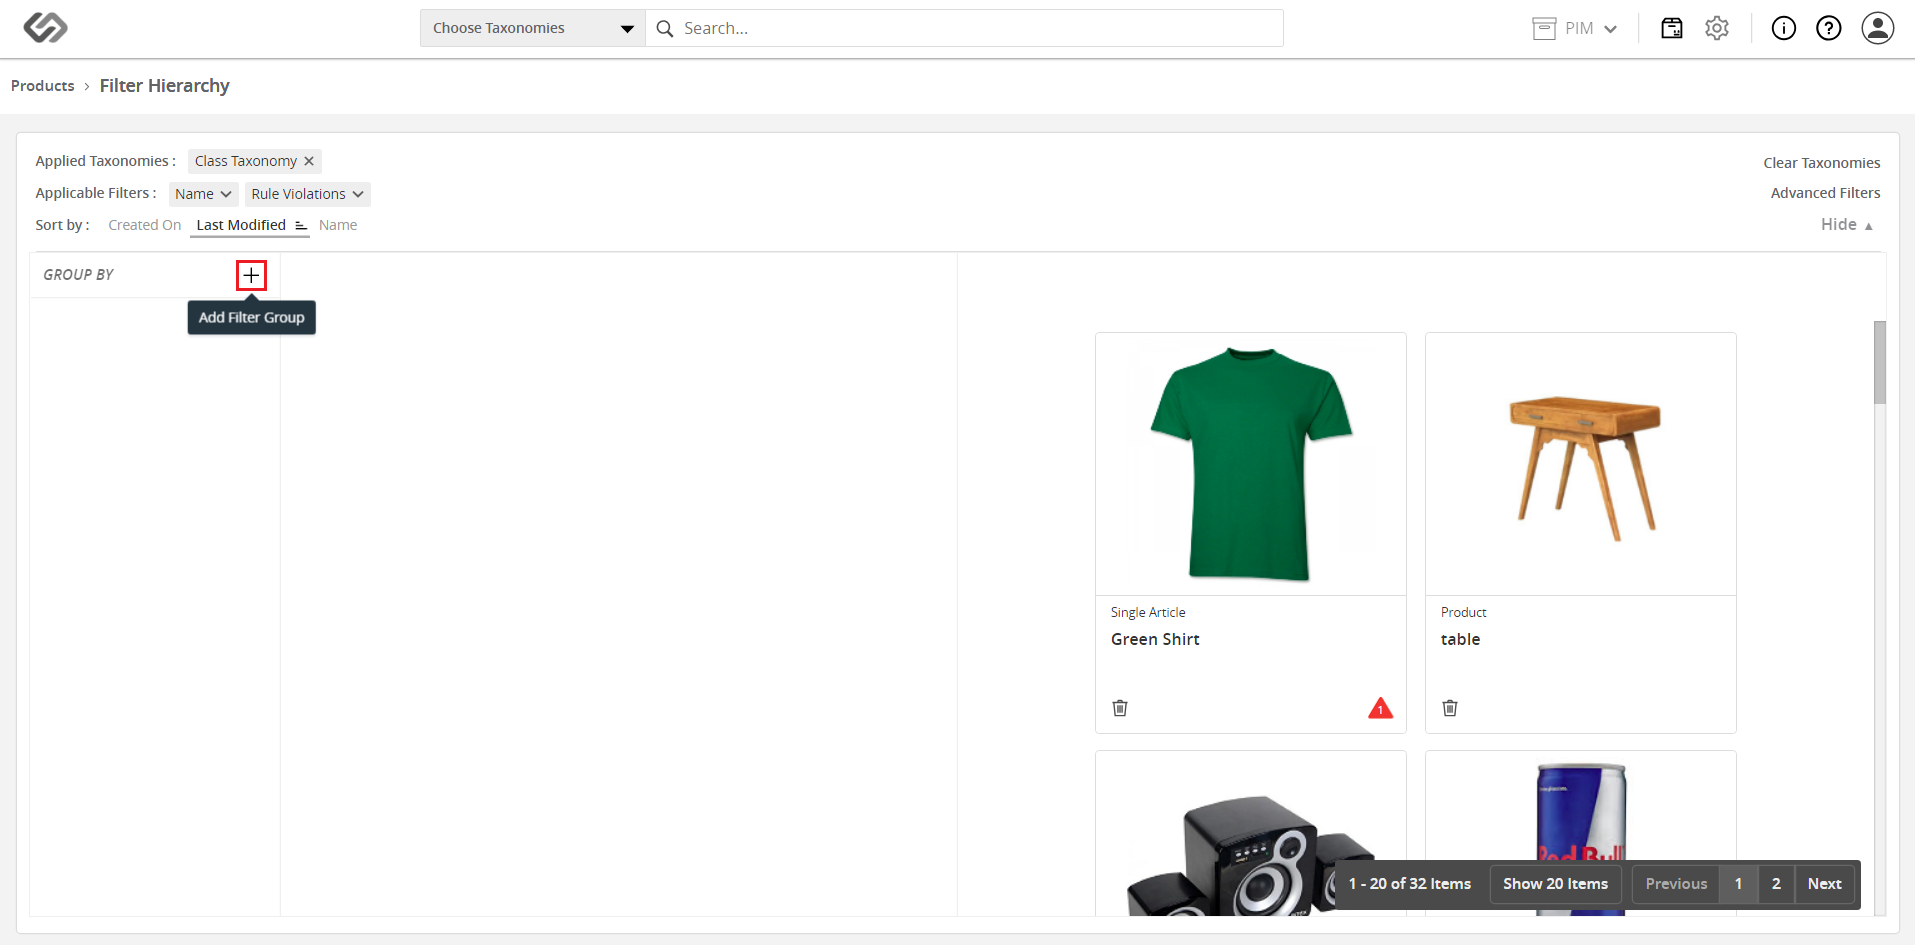 Choose Taxonomies
Search...
PIM
Products › Filter Hierarchy
Applied Taxonomies :
Class Taxonomy ✕
Clear Taxonomies
Applicable Filters :
Name
Rule Violations
Advanced Filters
Sort by :
Created On
Last Modified
Name
Hide ▲
GROUP BY
+
Add Filter Group
Single Article
Green Shirt
1
Product
table
Red Bull
1 - 20 of 32 Items
Show 20 Items
Previous
1
2
Next